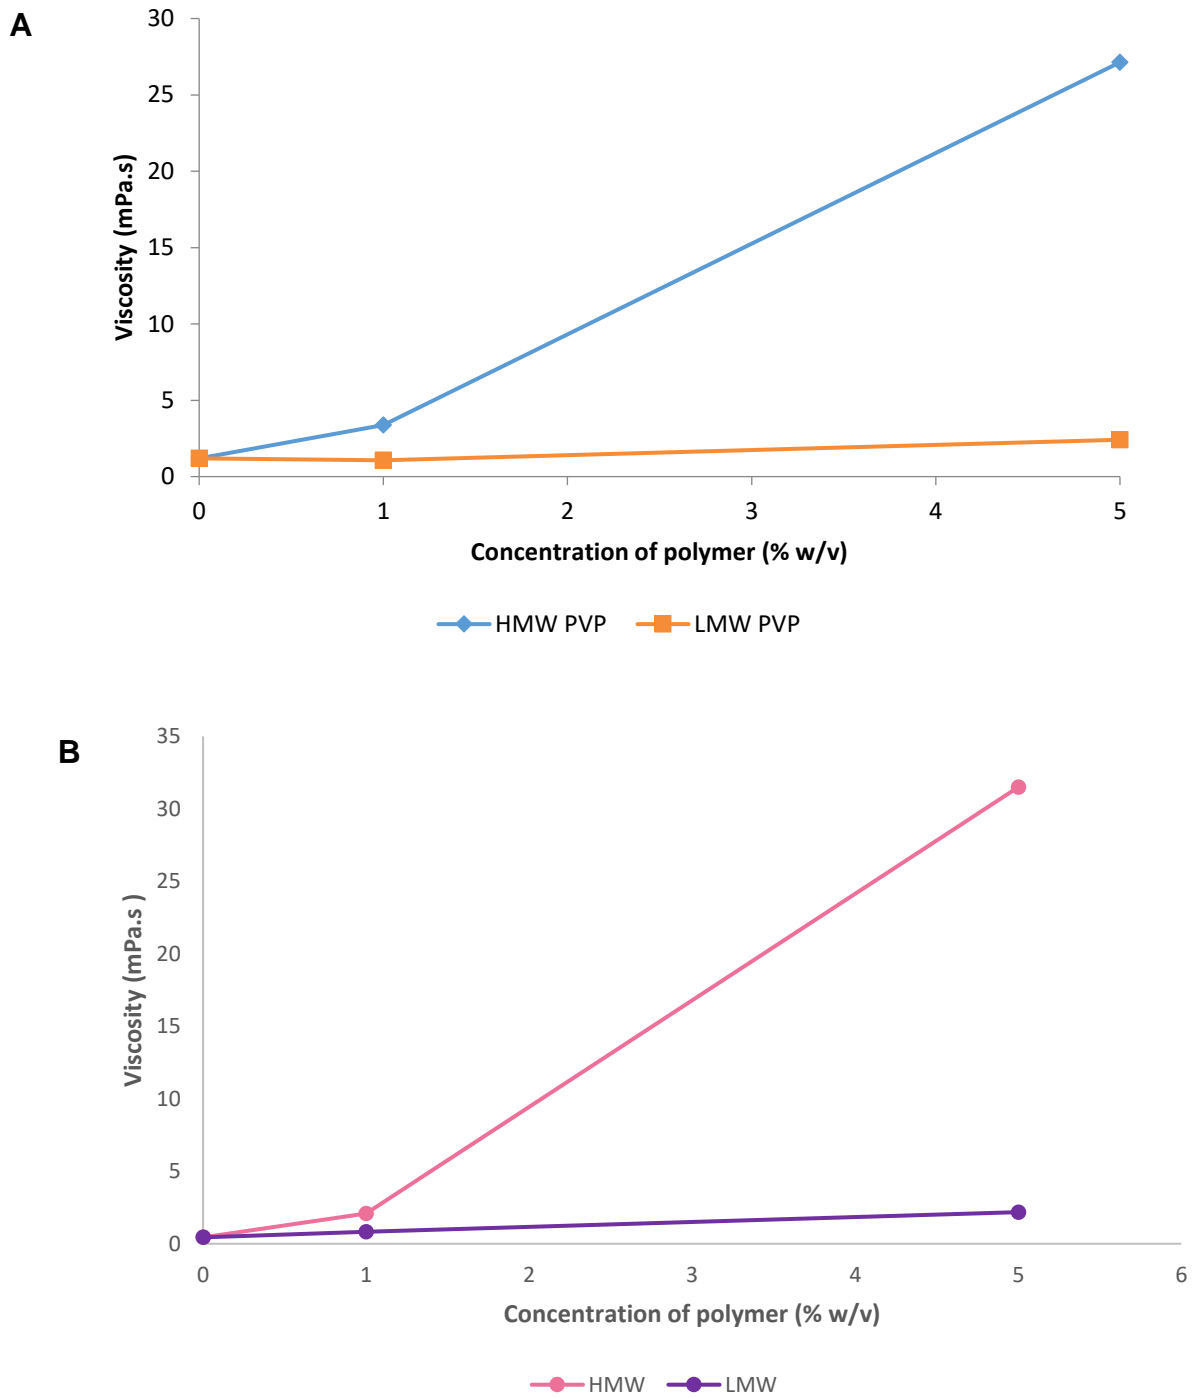 A
30
25
20
15
10
5
0
Viscosity (mPa.s)
0 1 2 3 4 5
Concentration of polymer (% w/v)
HMW PVP LMW PVP
B
35
30
25
20
15
10
5
0
Viscosity (mPa.s )
0 1 2 3 4 5 6
Concentration of polymer (% w/v)
HMW LMW